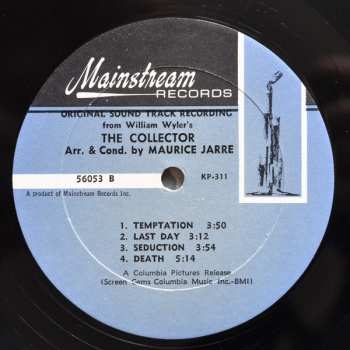 Mainstream
RECORDS
ORIGINAL SOUND TRACK RECORDING
from William Wyler's
THE COLLECTOR
Arr. & Cond. by MAURICE JARRE
56053 B
KP-311
A product of Mainstream Records Inc.
1. TEMPTATION 3:50
2. LAST DAY 3:12
3. SEDUCTION 3:54
4. DEATH 5:14
A Columbia Pictures Release
(Screen Gems Columbia Music Inc.-BMI)